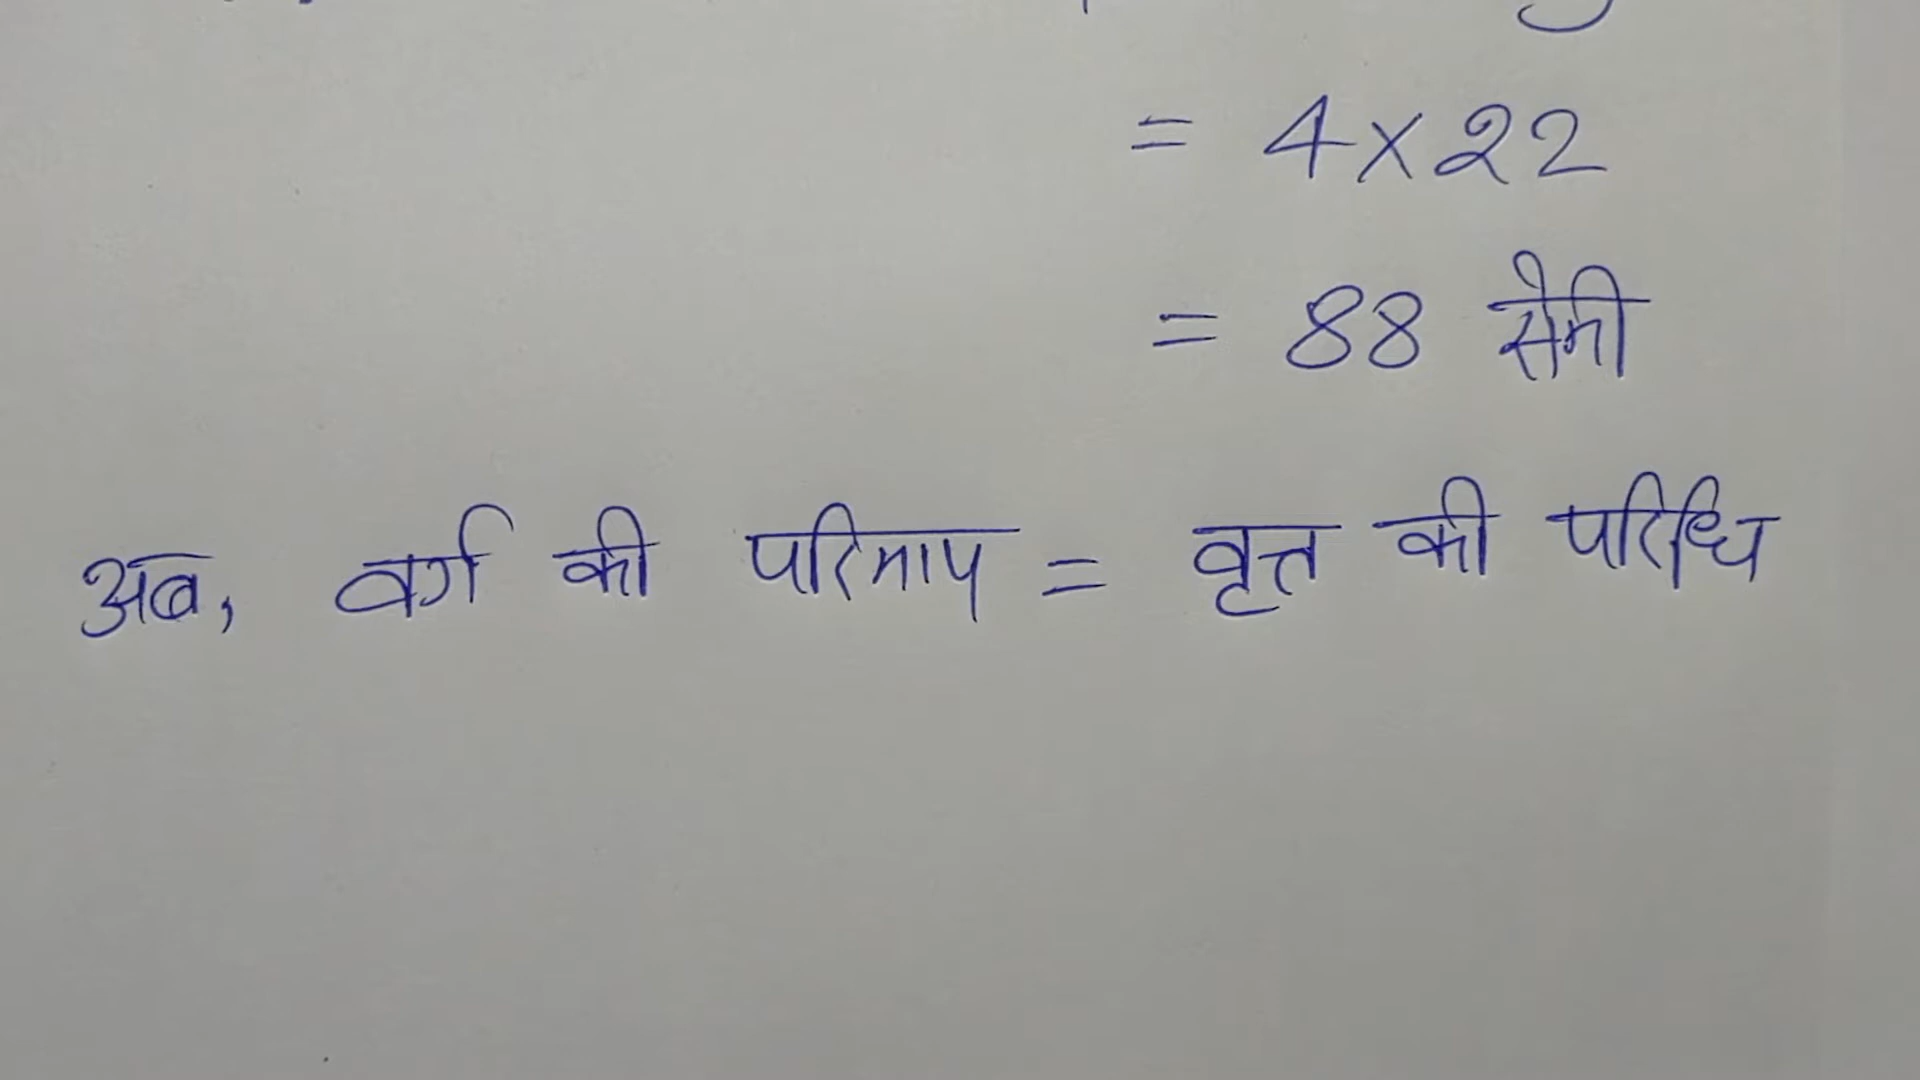 = 4 × 22
= 88 सेमी
अब, वर्ग की परिमाप = वृत्त की परिधि